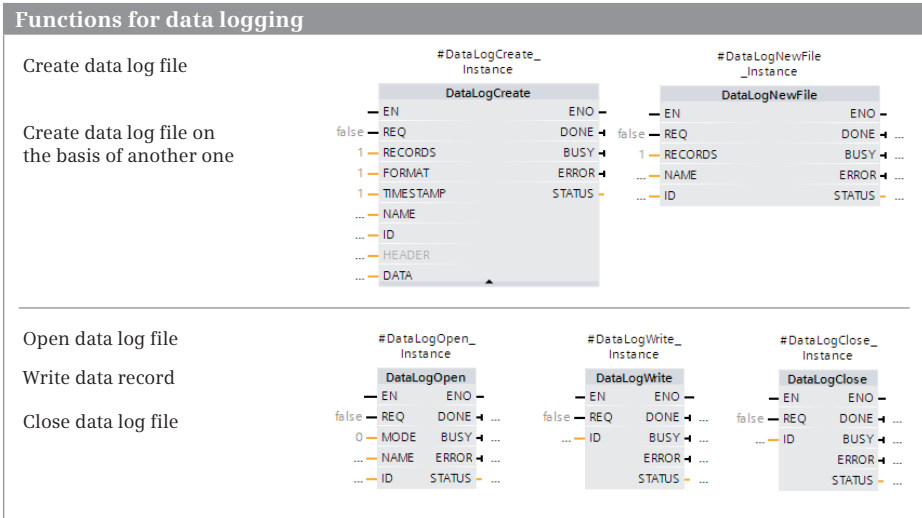 Functions for data logging
Create data log file
Create data log file on
the basis of another one
#DataLogCreate_
Instance
DataLogCreate
EN ENO
false REQ DONE
1 RECORDS BUSY
1 FORMAT ERROR
1 TIMESTAMP STATUS
... NAME
... ID
... HEADER
... DATA
#DataLogNewFile
_Instance
DataLogNewFile
EN ENO
false REQ DONE ...
1 RECORDS BUSY ...
... NAME ERROR ...
... ID STATUS ...
Open data log file
Write data record
Close data log file
#DataLogOpen_
Instance
DataLogOpen
EN ENO
false REQ DONE ...
0 MODE BUSY ...
... NAME ERROR ...
... ID STATUS ...
#DataLogWrite_
Instance
DataLogWrite
EN ENO
false REQ DONE ...
... ID BUSY ...
ERROR ...
STATUS ...
#DataLogClose_
Instance
DataLogClose
EN ENO
false REQ DONE ...
... ID BUSY ...
ERROR ...
STATUS ...